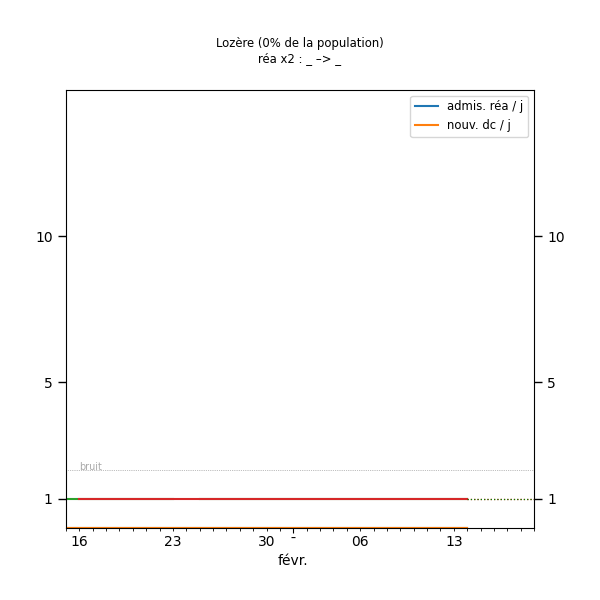 Lozère (0% de la population)
réa x2 : _ –> _
admis. réa / j
nouv. dc / j
10 10
5 5
bruit
1 1
16 23 30 - 06 13
févr.